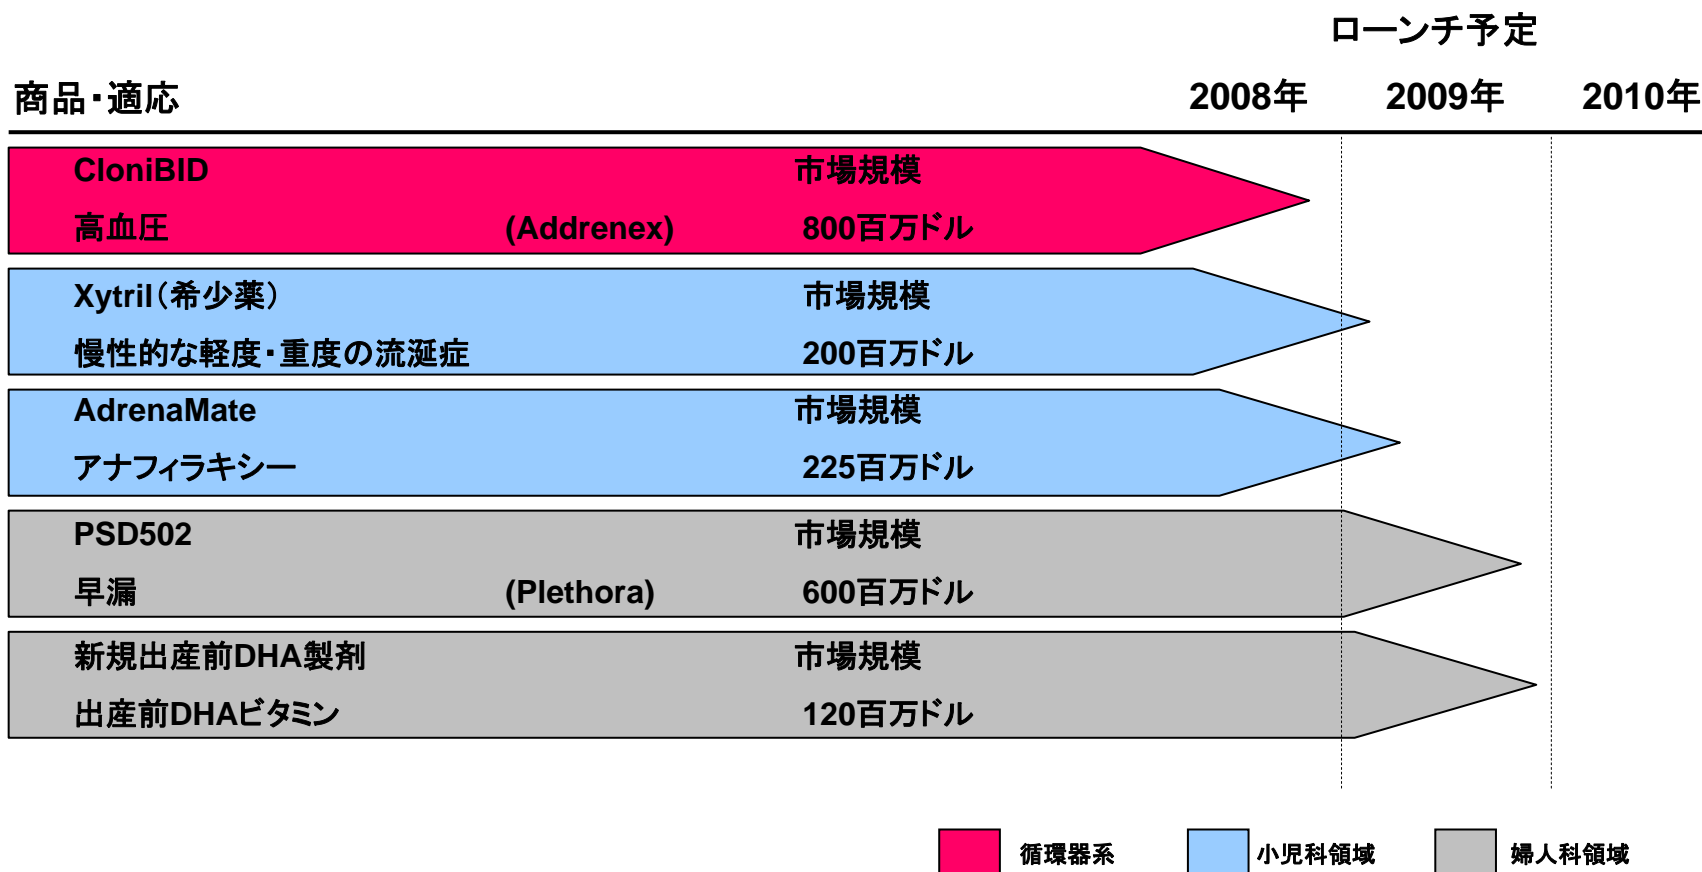 ローンチ予定
商品・適応 2008年 2009年 2010年
CloniBID 市場規模
高血圧 (Addrenex) 800百万ドル
Xytril（希少薬） 市場規模
慢性的な軽度・重度の流涎症 200百万ドル
AdrenaMate 市場規模
アナフィラキシー 225百万ドル
PSD502 市場規模
早漏 (Plethora) 600百万ドル
新規出産前DHA製剤 市場規模
出産前DHAビタミン 120百万ドル
循環器系 小児科領域 婦人科領域